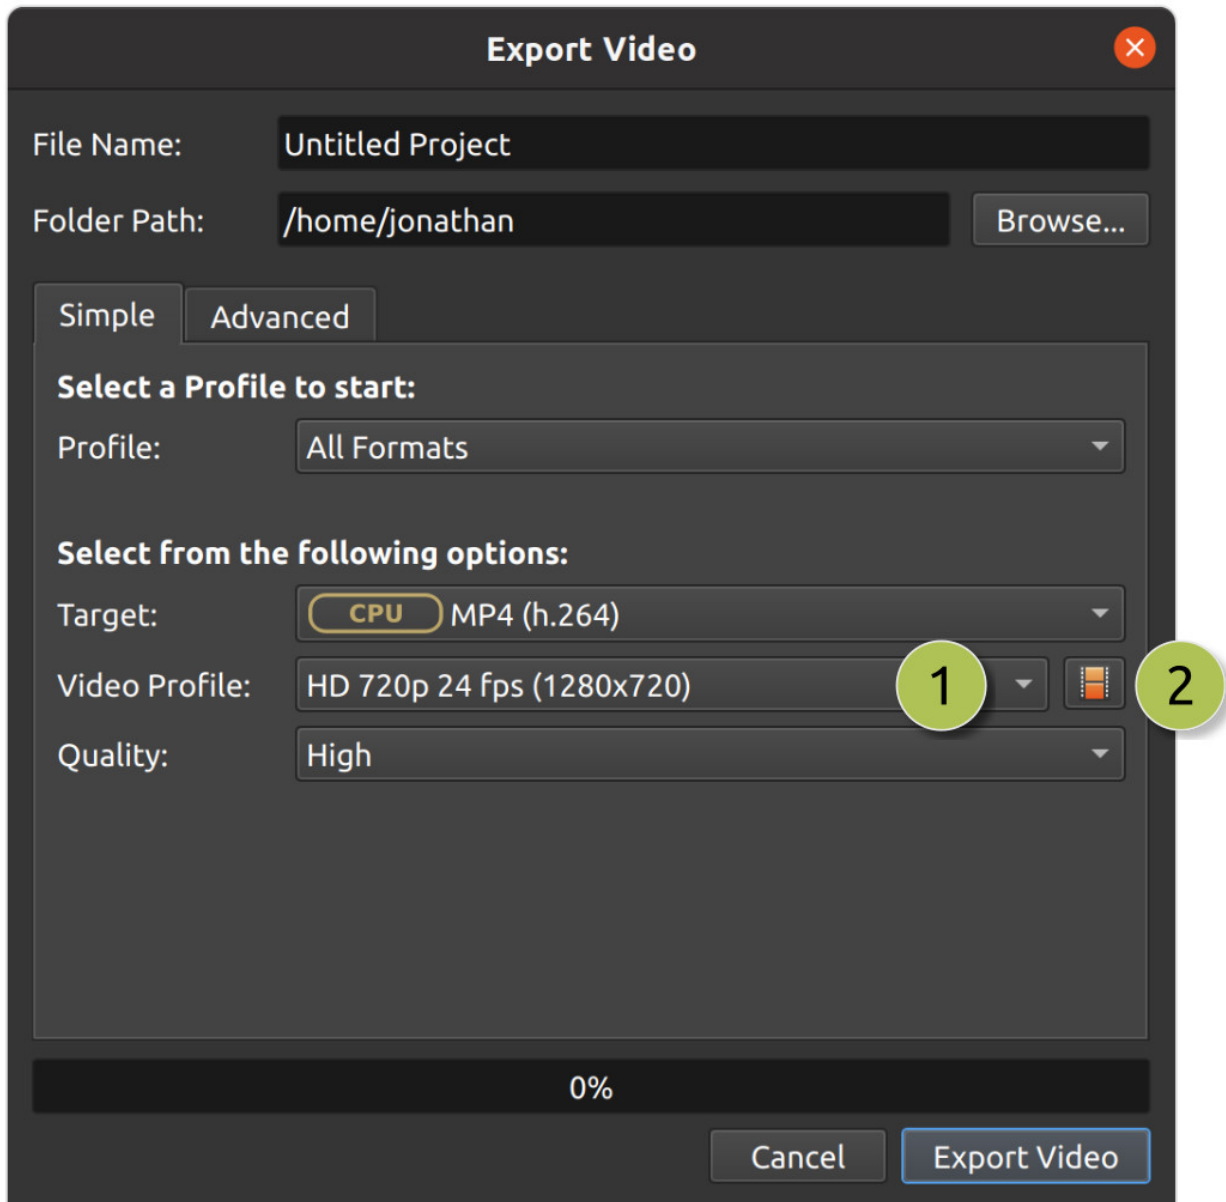 Export Video
File Name: Untitled Project
Folder Path: /home/jonathan Browse...
Simple Advanced
Select a Profile to start:
Profile: All Formats
Select from the following options:
Target: CPU MP4 (h.264)
Video Profile: HD 720p 24 fps (1280x720) 1 2
Quality: High
0%
Cancel Export Video